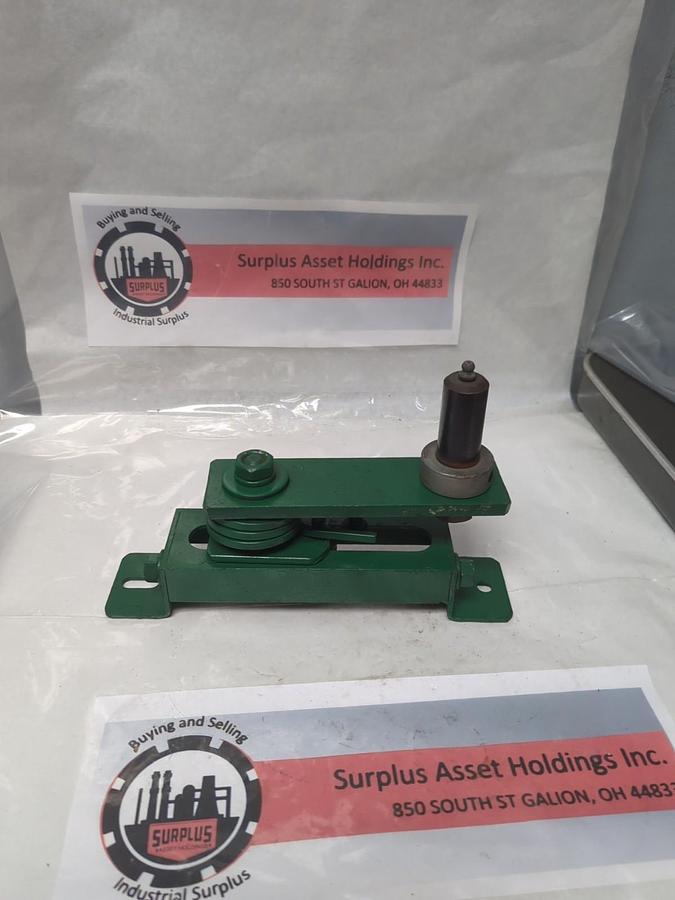 Buying and Selling
Surplus Asset Holdings Inc.
850 SOUTH ST GALION, OH 44833
SURPLUS
Industrial Surplus
Buying and Selling
Surplus Asset Holdings Inc.
850 SOUTH ST GALION, OH 44833
SURPLUS
Industrial Surplus